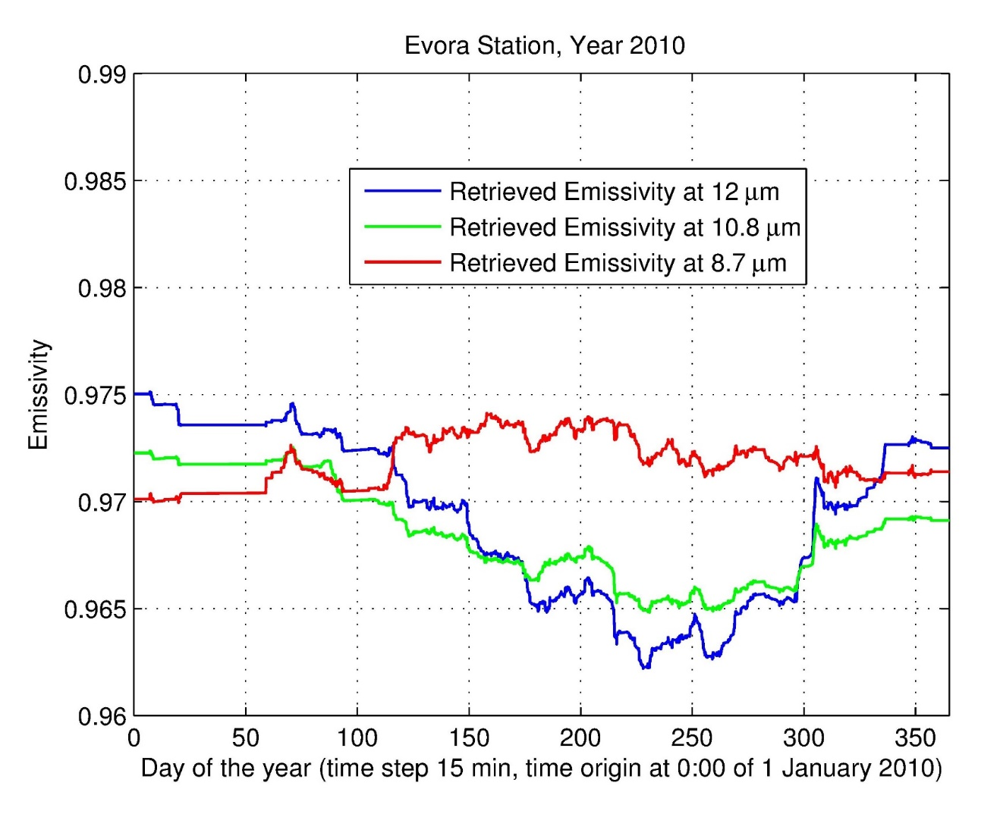 Evora Station, Year 2010
0.99
0.985
0.98
0.975
0.97
0.965
0.96
Emissivity
Retrieved Emissivity at 12 μm
Retrieved Emissivity at 10.8 μm
Retrieved Emissivity at 8.7 μm
0 50 100 150 200 250 300 350
Day of the year (time step 15 min, time origin at 0:00 of 1 January 2010)